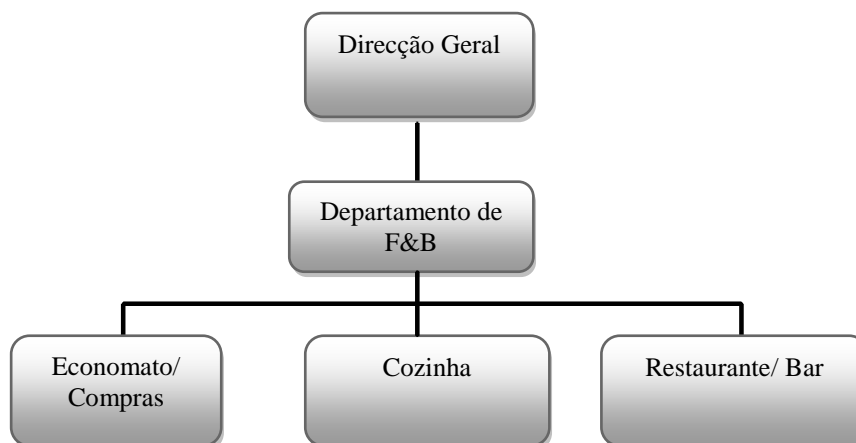 Direcção Geral
Departamento de
F&B
Economato/
Compras
Cozinha
Restaurante/ Bar